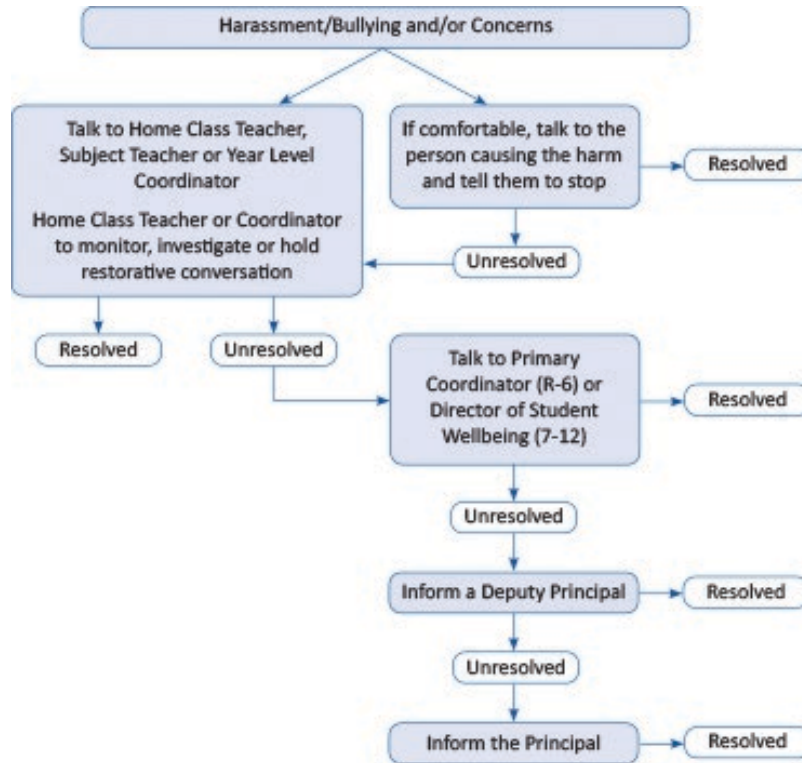 Harassment/Bullying and/or Concerns
Talk to Home Class Teacher,
Subject Teacher or Year Level
Coordinator
Home Class Teacher or Coordinator
to monitor, investigate or hold
restorative conversation
If comfortable, talk to the
person causing the harm
and tell them to stop
Resolved
Unresolved
Resolved
Unresolved
Talk to Primary
Coordinator (R-6) or
Director of Student
Wellbeing (7-12)
Resolved
Unresolved
Inform a Deputy Principal
Resolved
Unresolved
Inform the Principal
Resolved